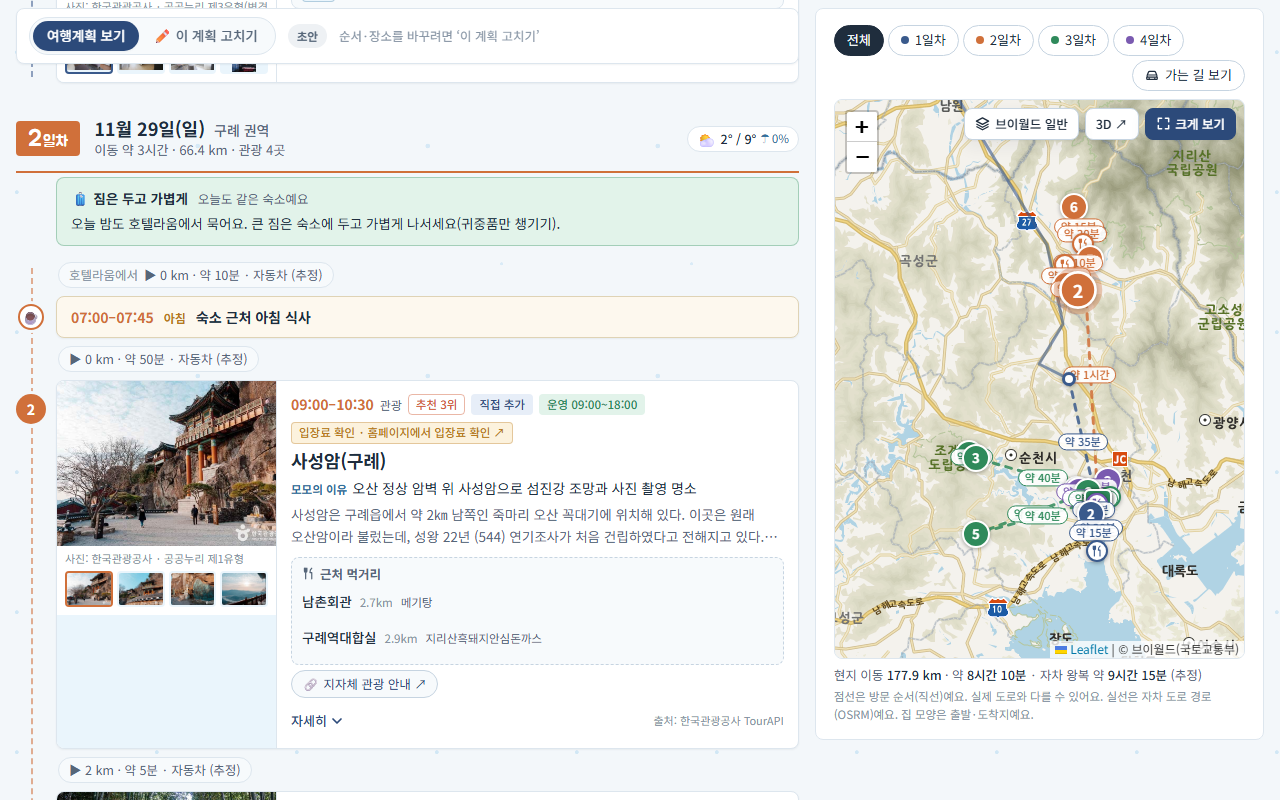 여행계획 보기
이 계획 고치기
초안
순서·장소를 바꾸려면 ‘이 계획 고치기’
2일차
11월 29일(일) 구례 권역
이동 약 3시간 · 66.4 km · 관광 4곳
2° / 9° 0%
짐은 두고 가볍게 오늘도 같은 숙소예요
오늘 밤도 호텔라움에서 묵어요. 큰 짐은 숙소에 두고 가볍게 나서세요(귀중품만 챙기기).
호텔라움에서 ▶ 0 km · 약 10분 · 자동차 (추정)
07:00~07:45 아침 숙소 근처 아침 식사
▶ 0 km · 약 50분 · 자동차 (추정)
2
09:00~10:30 관광 추천 3위 직접 추가 운영 09:00~18:00
입장료 확인 · 홈페이지에서 입장료 확인 ↗
사성암(구례)
모모의 이유 오산 정상 암벽 위 사성암으로 섬진강 조망과 사진 촬영 명소
사성암은 구례읍에서 약 2㎞ 남쪽인 죽마리 오산 꼭대기에 위치해 있다. 이곳은 원래
오산암이라 불렀는데, 성왕 22년 (544) 연기조사가 처음 건립하였다고 전해지고 있다.…
사진: 한국관광공사 · 공공누리 제1유형
근처 먹거리
남촌회관 2.7km 메기탕
구례역대합실 2.9km 지리산흑돼지안심돈까스
지자체 관광 안내 ↗
자세히
출처: 한국관광공사 TourAPI
▶ 2 km · 약 5분 · 자동차 (추정)
전체
1일차
2일차
3일차
4일차
가는 길 보기
+
−
브이월드 일반
3D ↗
크게 보기
남원
지리산
국립공원
6
27
곡성군
2
고소성
군립공원
약 1시간
광양시
약 35분
3
순천시
JC
약 40분
2
5
약 40분
약 15분
대록도
남해고속도로
10
장도
Leaflet | © 브이월드(국토교통부)
현지 이동 177.9 km · 약 8시간 10분 · 자차 왕복 약 9시간 15분 (추정)
점선은 방문 순서(직선)예요. 실제 도로와 다를 수 있어요. 실선은 자차 도로 경로
(OSRM)예요. 집 모양은 출발·도착지예요.